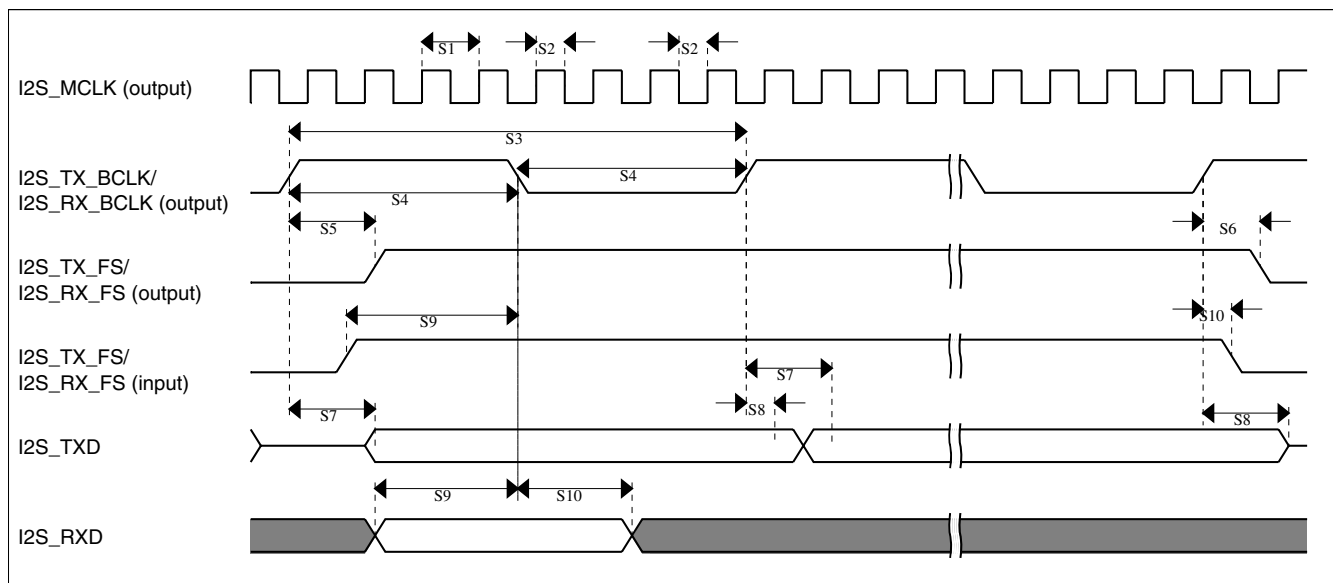 S1
S2
S2
I2S_MCLK (output)
S3
I2S_TX_BCLK/
I2S_RX_BCLK (output)
S4
S4
S5
S6
I2S_TX_FS/
I2S_RX_FS (output)
S9
S10
I2S_TX_FS/
I2S_RX_FS (input)
S7
S7
S8
S8
I2S_TXD
S9
S10
I2S_RXD